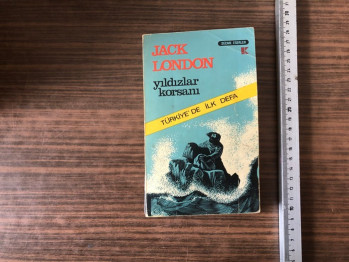 JACK
LONDON
yıldızlar
korsanı
TÜRKİYE'DE İLK DEFA
K